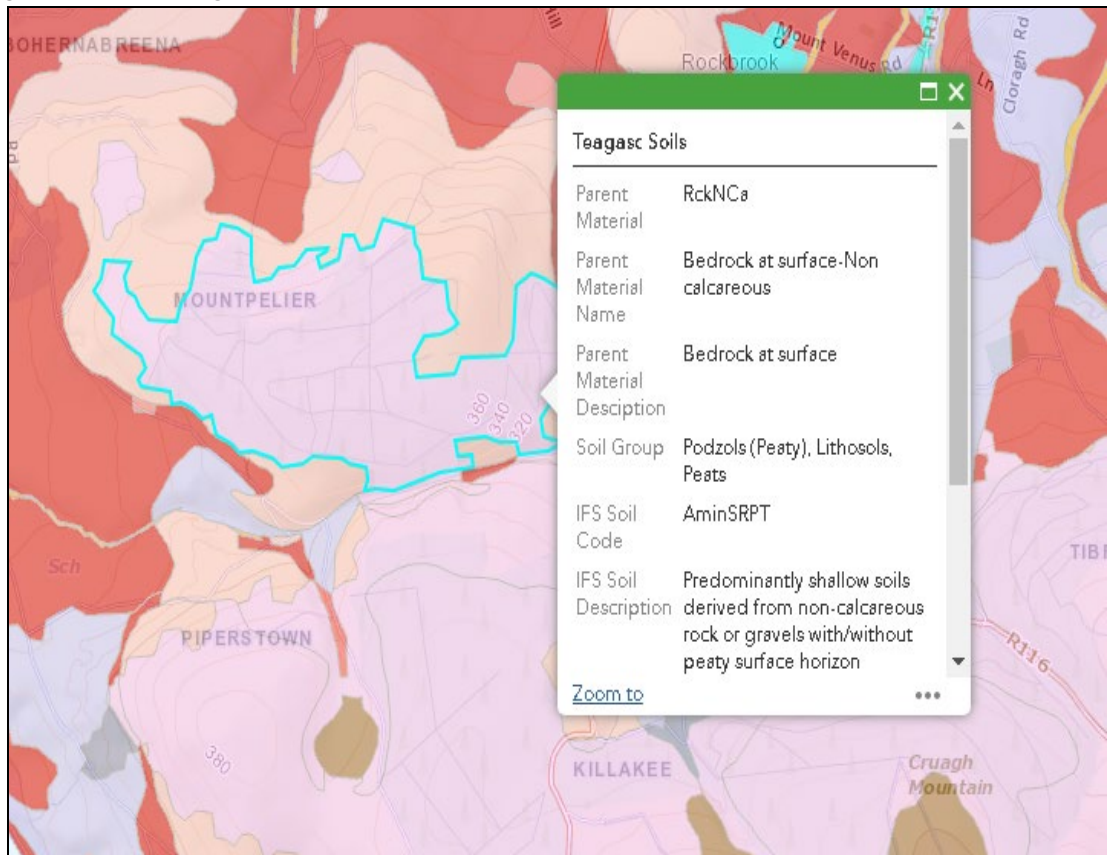 BOHERNABREENA
Hill
Rockbrook
Mount Venus Rd
Ln
Cloragh Rd
Teagasc Soils
Parent
Material
RckNCa
Parent
Material
Name
Bedrock at surface-Non
calcareous
Parent
Material
Desciption
Bedrock at surface
Soil Group
Podzols (Peaty), Lithosols,
Peats
IFS Soil
Code
AminSRPT
IFS Soil
Description
Predominantly shallow soils
derived from non-calcareous
rock or gravels with/without
peaty surface horizon
Zoom to
MOUNTPELIER
360
340
320
Sch
PIPERSTOWN
380
KILLAKEE
R116
Cruagh
Mountain